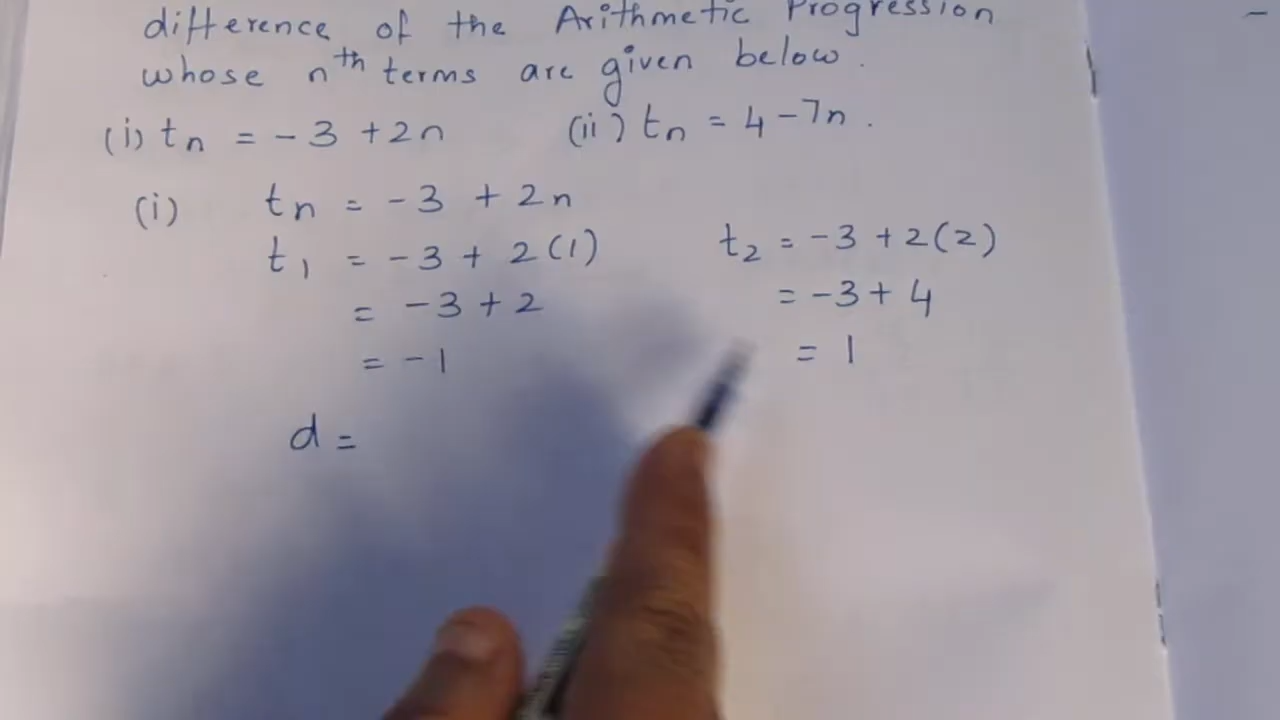 difference of the Arithmetic Progression
whose nᵗʰ terms are given below.
(i) tₙ = -3 + 2n (ii) tₙ = 4 - 7n.
(i) tₙ = -3 + 2n
t₁ = -3 + 2(1) t₂ = -3 + 2(2)
= -3 + 2 = -3 + 4
= -1 = 1
d =